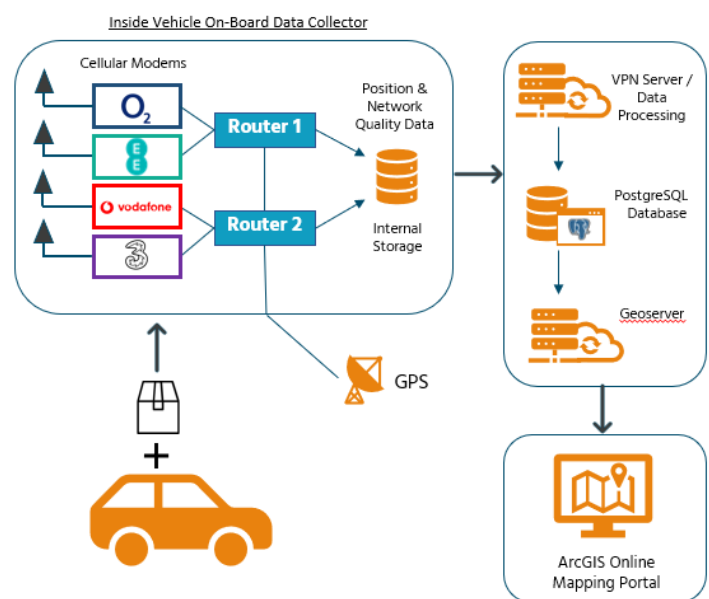 Inside Vehicle On-Board Data Collector
Cellular Modems
O2
EE
vodafone
3
Router 1
Router 2
Position &
Network
Quality Data
Internal
Storage
GPS
+
VPN Server /
Data
Processing
PostgreSQL
Database
Geoserver
ArcGIS Online
Mapping Portal